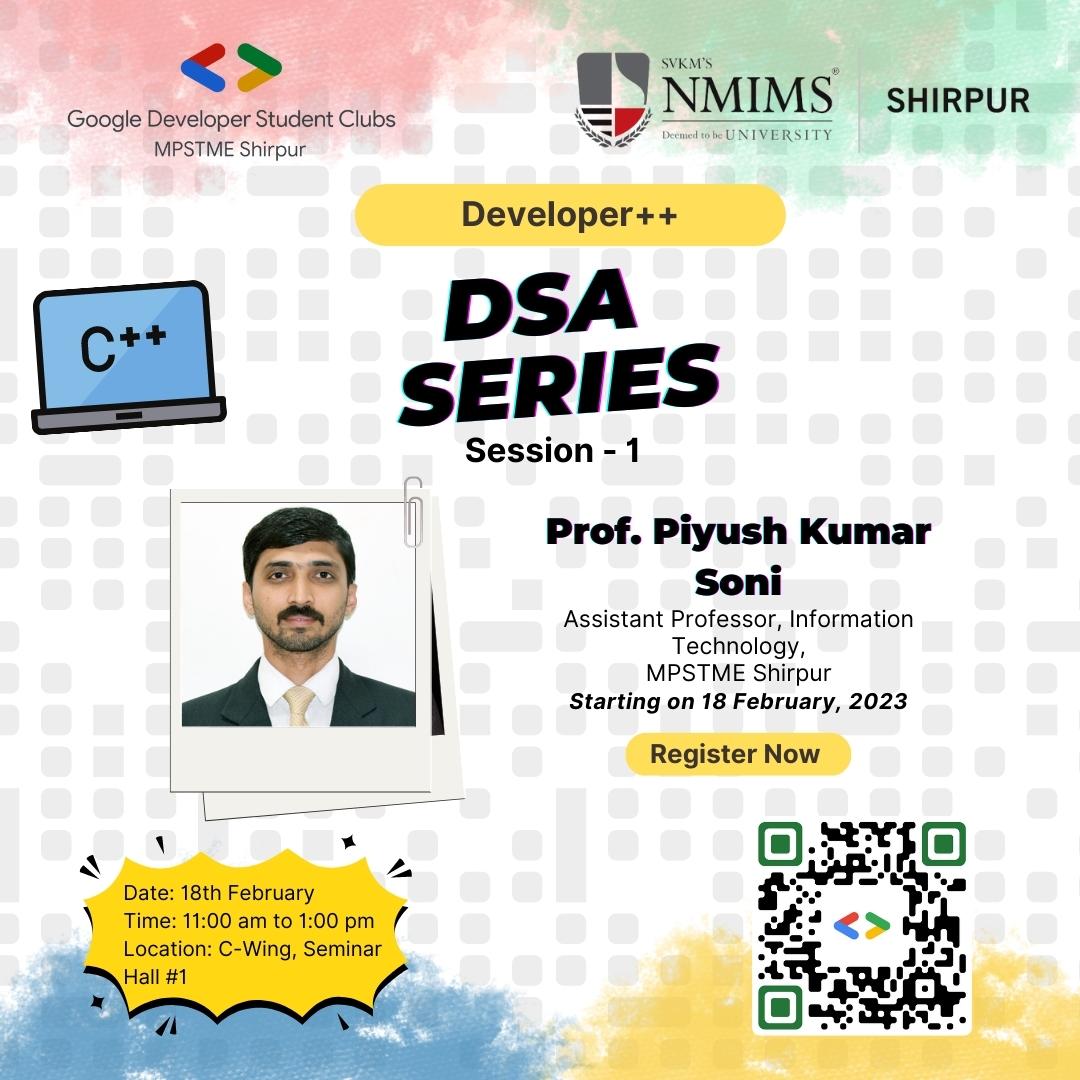 Google Developer Student Clubs
MPSTME Shirpur
SVKM'S
NMIMS®
Deemed to be UNIVERSITY
SHIRPUR
Developer++
C++
DSA
SERIES
Session - 1
Prof. Piyush Kumar
Soni
Assistant Professor, Information
Technology,
MPSTME Shirpur
Starting on 18 February, 2023
Register Now
Date: 18th February
Time: 11:00 am to 1:00 pm
Location: C-Wing, Seminar
Hall #1